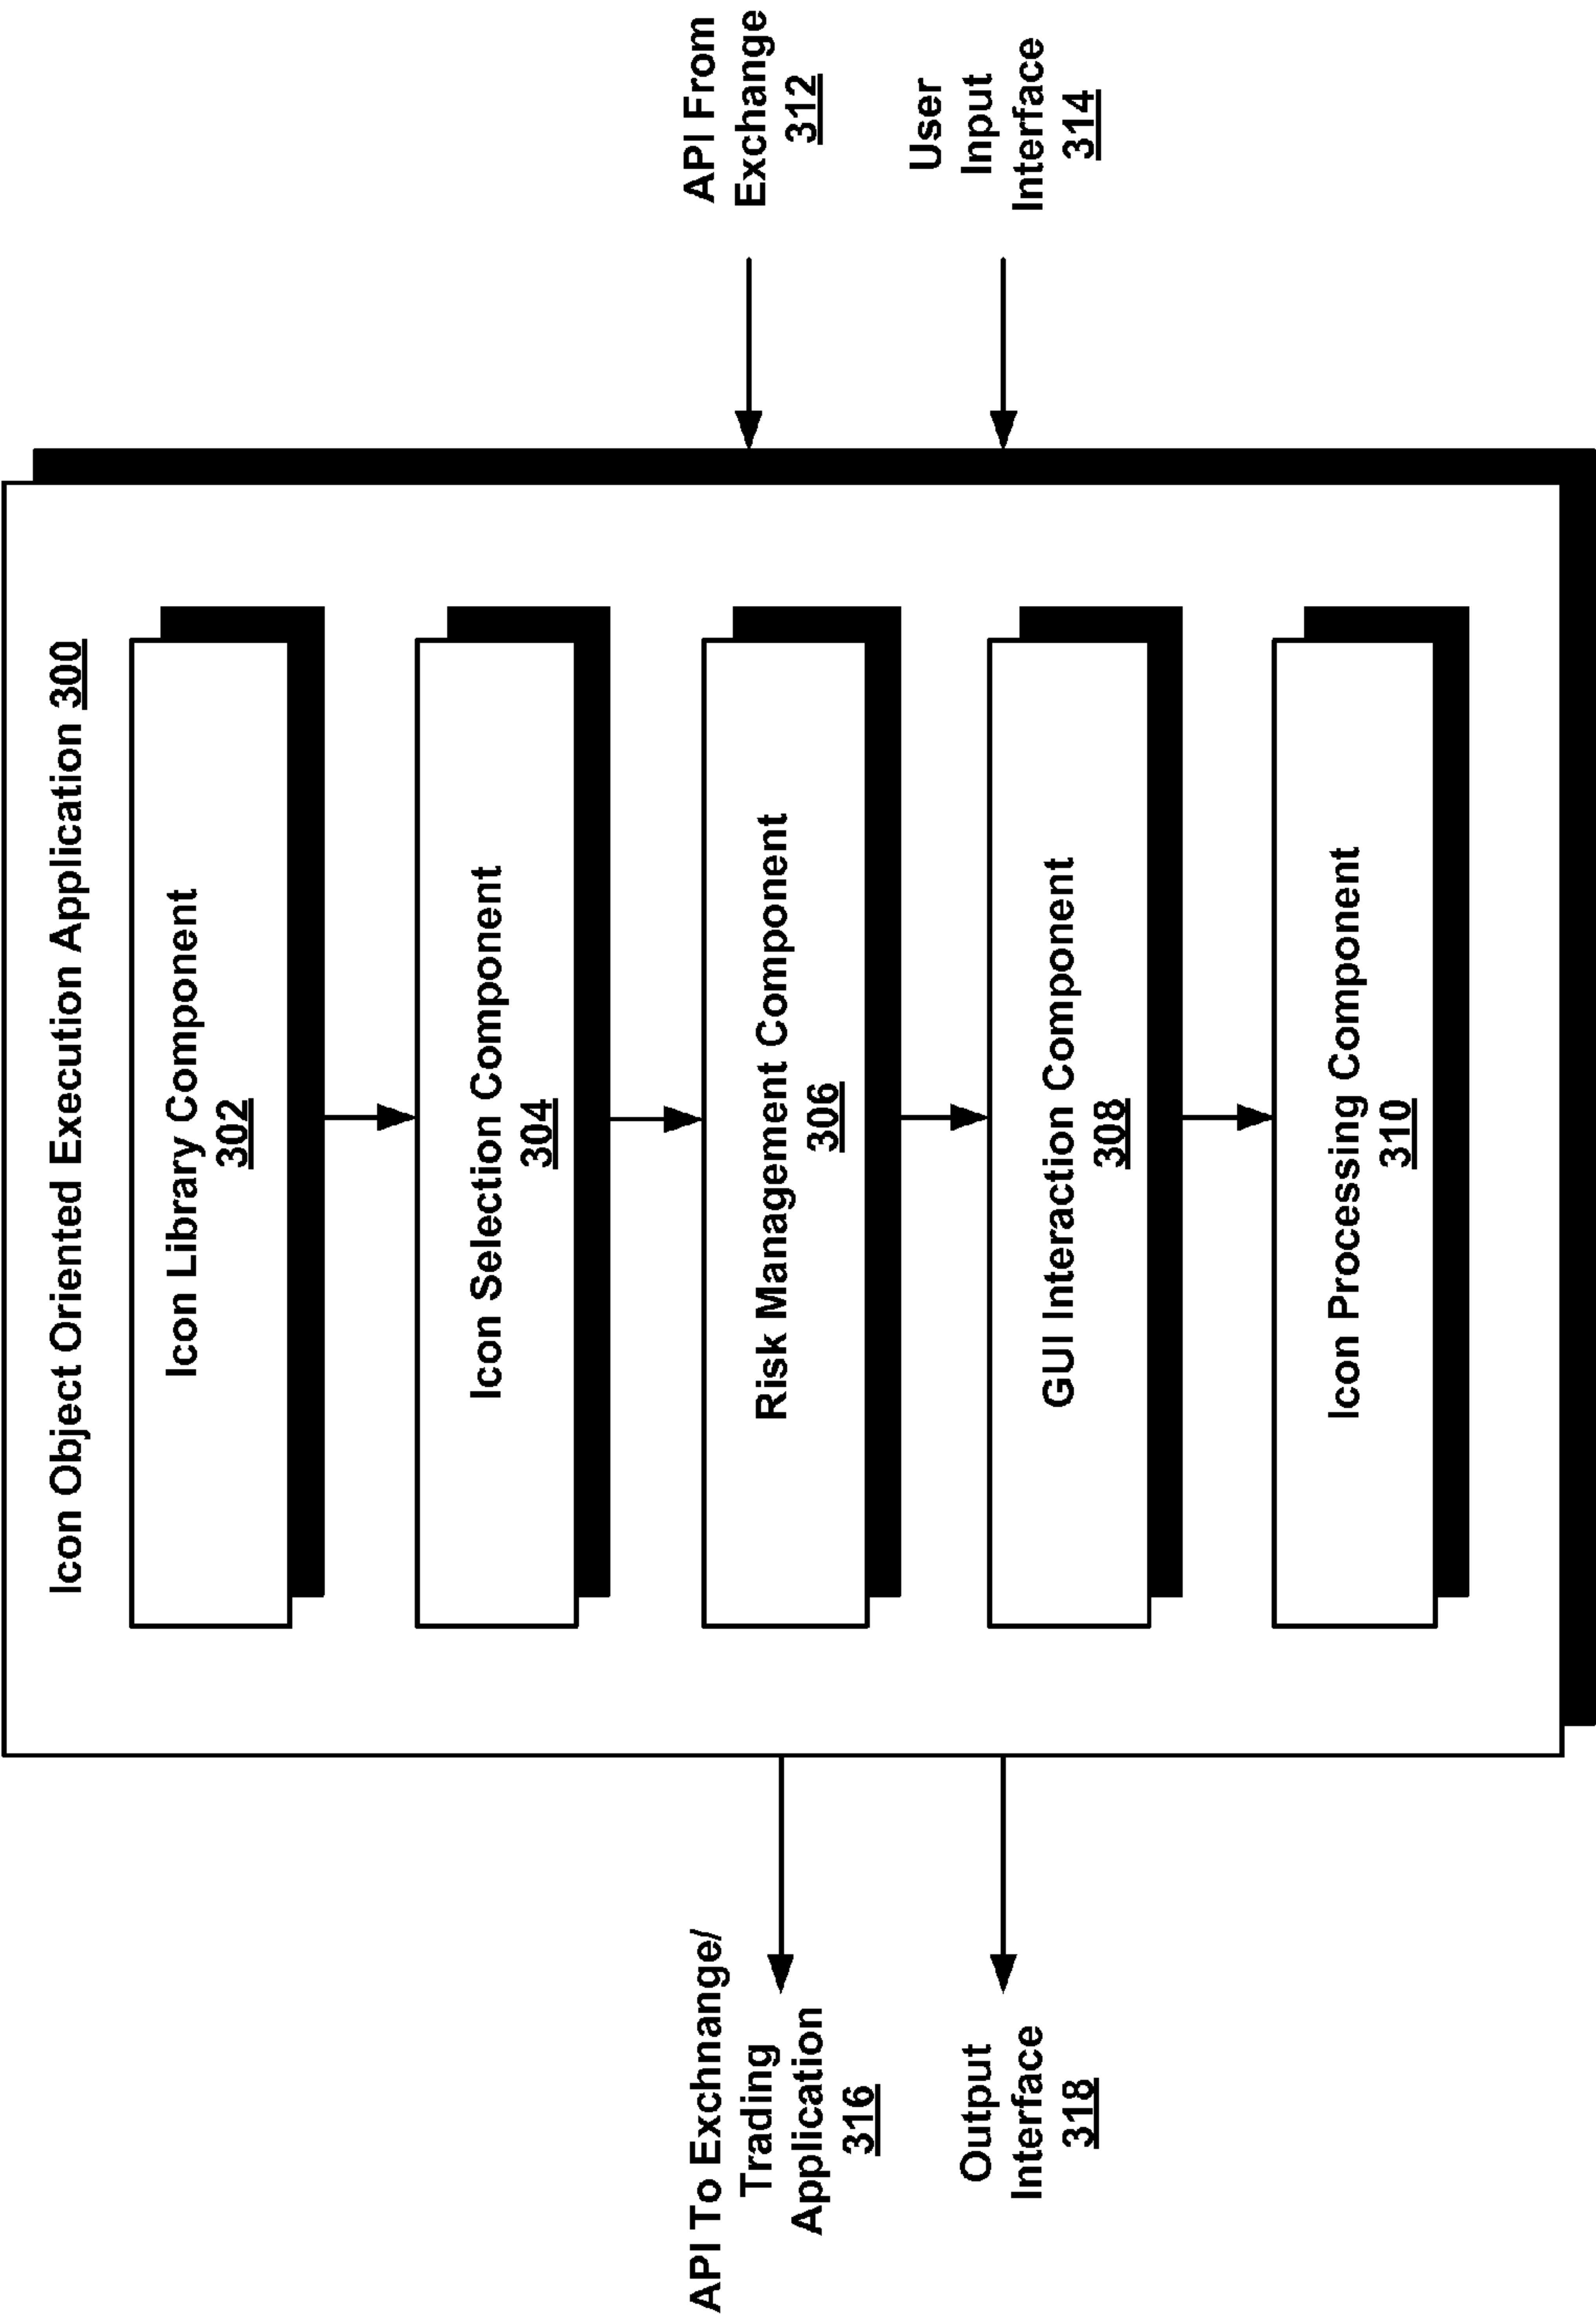 Icon Object Oriented Execution Application 300
Icon Library Component
302
Icon Selection Component
304
Risk Management Component
306
GUI Interaction Component
308
Icon Processing Component
310
API To Exchnange/
Trading
Application
316
Output
Interface
318
API From
Exchange
312
User
Input
Interface
314